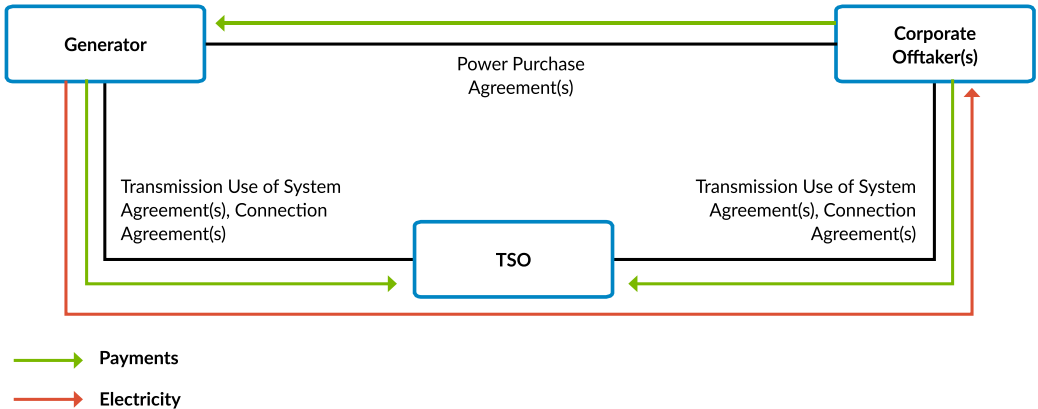 Generator
Corporate
Offtaker(s)
Power Purchase
Agreement(s)
Transmission Use of System
Agreement(s), Connection
Agreement(s)
Transmission Use of System
Agreement(s), Connection
Agreement(s)
TSO
Payments
Electricity